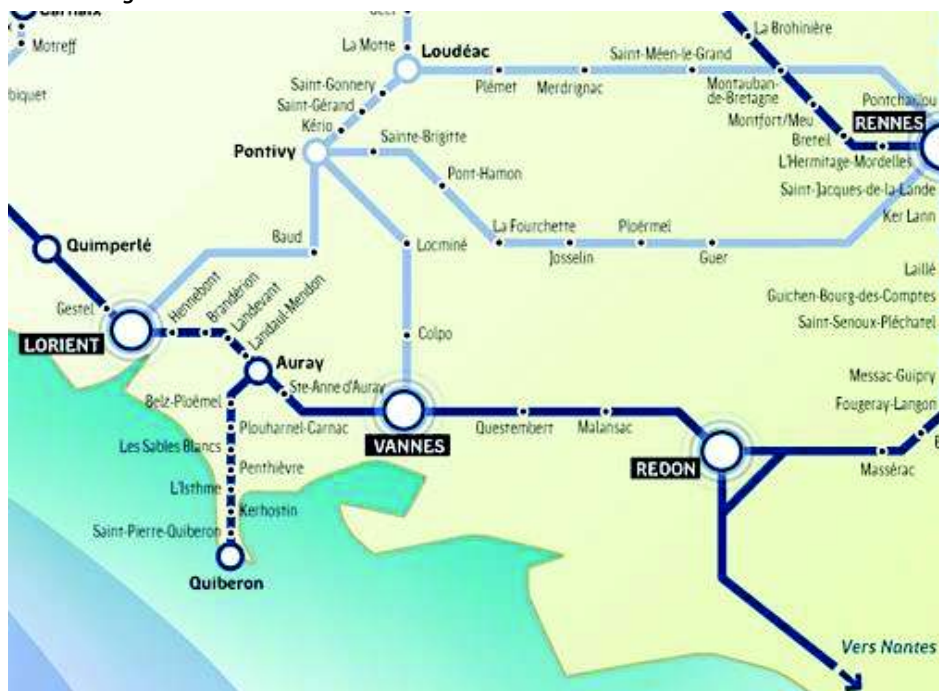 Carhaix
Motreff
La Motte
Loudéac
La Brohinière
Saint-Méen-le-Grand
Saint-Gonnery
Plémet
Merdrignac
Montauban-
de-Bretagne
Pontchaillou
Saint-Gérand
Kério
Montfort/Meu
RENNES
Pontivy
Sainte-Brigitte
Breteil
L'Hermitage-Mordelles
Pont-Hamon
Saint-Jacques-de-la-Lande
Ker Lann
Quimperlé
Baud
Locminé
La Fourchette
Josselin
Ploërmel
Guer
Laillé
Guichen-Bourg-des-Comptes
Saint-Senoux-Pléchatel
Gestel
Hennebont
Brandérion
Landevant
Landaul-Mendon
LORIENT
Colpo
Auray
Ste-Anne d'Auray
Messac-Guipry
Belz-Ploëmel
Fougeray-Langon
Plouharnel-Carnac
VANNES
Questembert
Malansac
Les Sables Blancs
REDON
Massérac
Penthièvre
L'Isthme
Kerhostin
Saint-Pierre-Quiberon
Quiberon
Vers Nantes